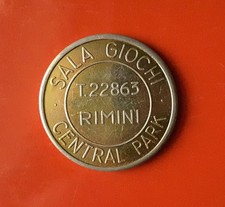 SALA GIOCHI
T.22863
RIMINI
CENTRAL PARK